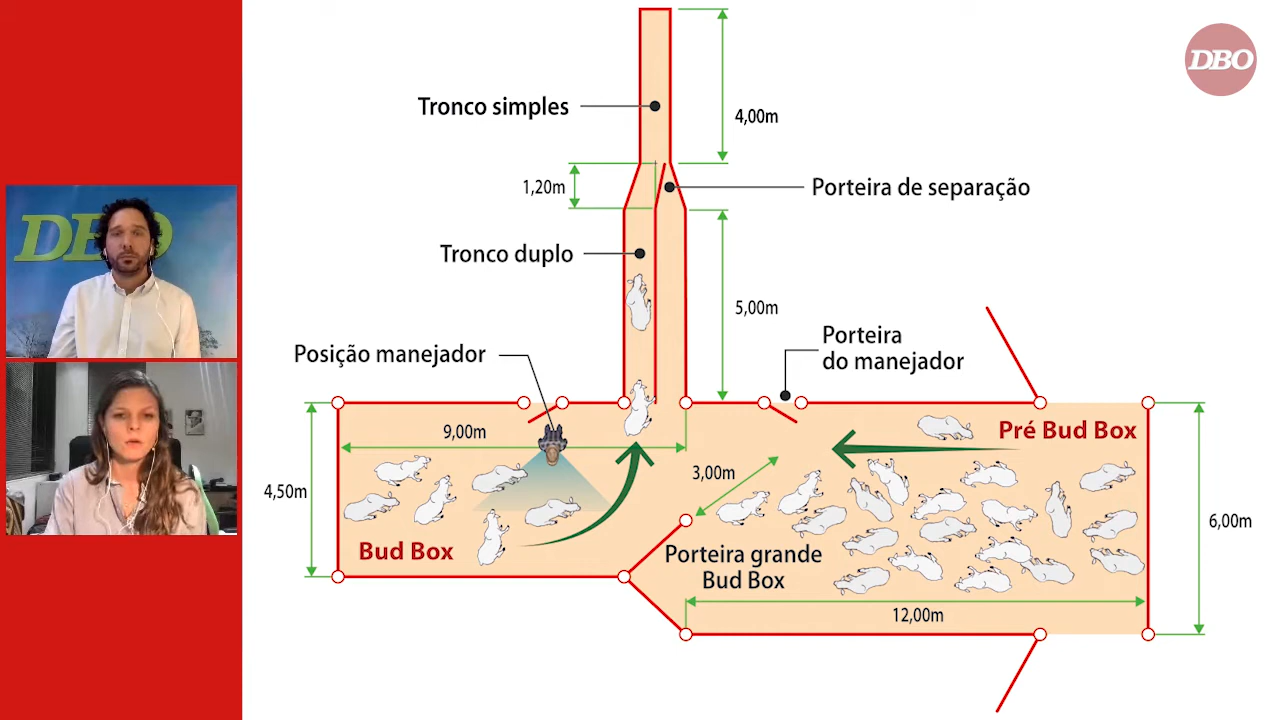 DBO
Tronco simples
4,00m
1,20m
Porteira de separação
DBO
Tronco duplo
5,00m
Porteira
do manejador
Posição manejador
9,00m
Pré Bud Box
3,00m
4,50m
6,00m
Bud Box
Porteira grande
Bud Box
12,00m